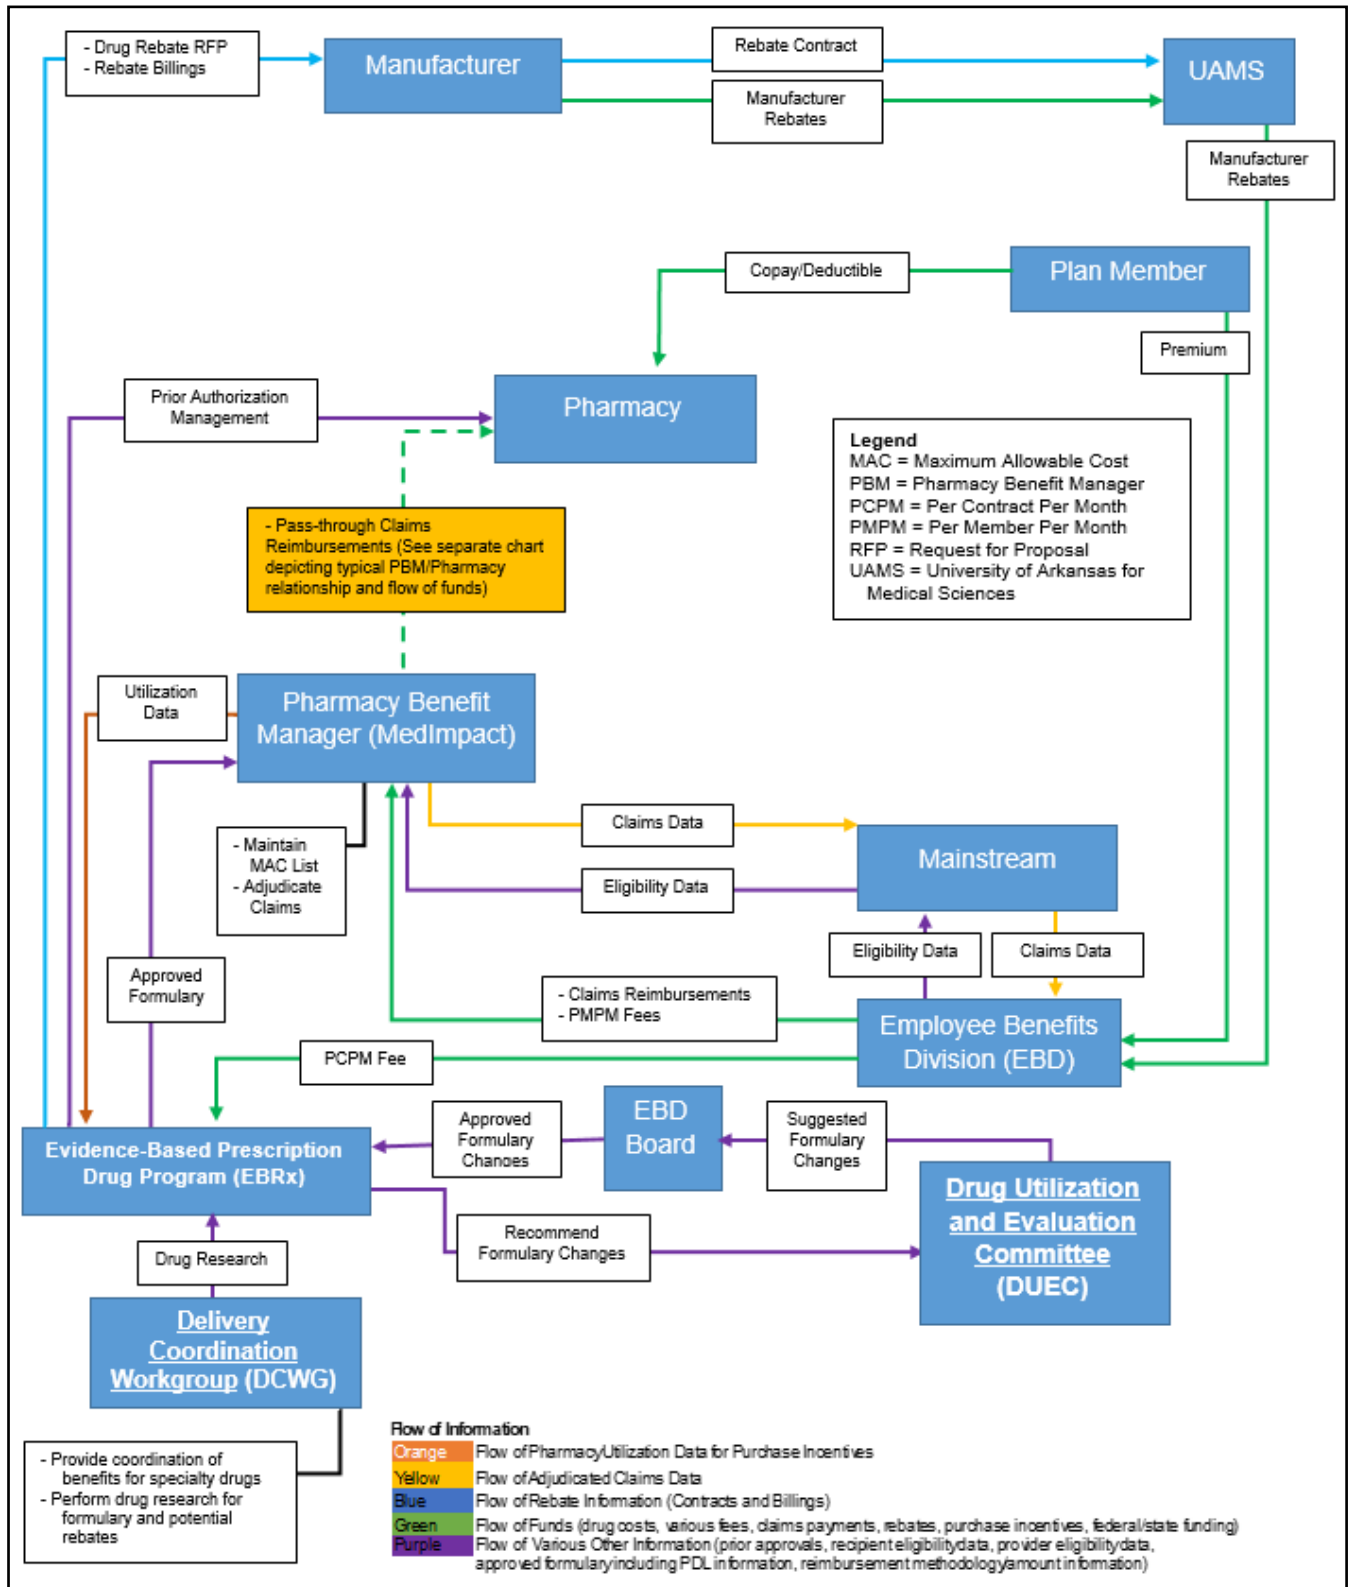 - Drug Rebate RFP
- Rebate Billings
Manufacturer
Rebate Contract
UAMS
Manufacturer
Rebates
Manufacturer
Rebates
Copay/Deductible
Plan Member
Premium
Prior Authorization
Management
Pharmacy
Legend
MAC = Maximum Allowable Cost
PBM = Pharmacy Benefit Manager
PCPM = Per Contract Per Month
PMPM = Per Member Per Month
RFP = Request for Proposal
UAMS = University of Arkansas for
Medical Sciences
- Pass-through Claims
Reimbursements (See separate chart
depicting typical PBM/Pharmacy
relationship and flow of funds)
Utilization
Data
Pharmacy Benefit
Manager (MedImpact)
Claims Data
- Maintain
MAC List
- Adjudicate
Claims
Mainstream
Eligibility Data
Eligibility Data
Claims Data
Approved
Formulary
- Claims Reimbursements
- PMPM Fees
Employee Benefits
Division (EBD)
PCPM Fee
EBD
Board
Approved
Formulary
Changes
Suggested
Formulary
Changes
Evidence-Based Prescription
Drug Program (EBRx)
Drug Utilization
and Evaluation
Committee
(DUEC)
Recommend
Formulary Changes
Drug Research
Delivery
Coordination
Workgroup (DCWG)
- Provide coordination of
benefits for specialty drugs
- Perform drug research for
formulary and potential
rebates
Flow of Information
Orange Flow of Pharmacy Utilization Data for Purchase Incentives
Yellow Flow of Adjudicated Claims Data
Blue Flow of Rebate Information (Contracts and Billings)
Green Flow of Funds (drug costs, various fees, claims payments, rebates, purchase incentives, federal/state funding)
Purple Flow of Various Other Information (prior approvals, recipient eligibility data, provider eligibility data,
approved formulary including PDL information, reimbursement methodology/amount information)